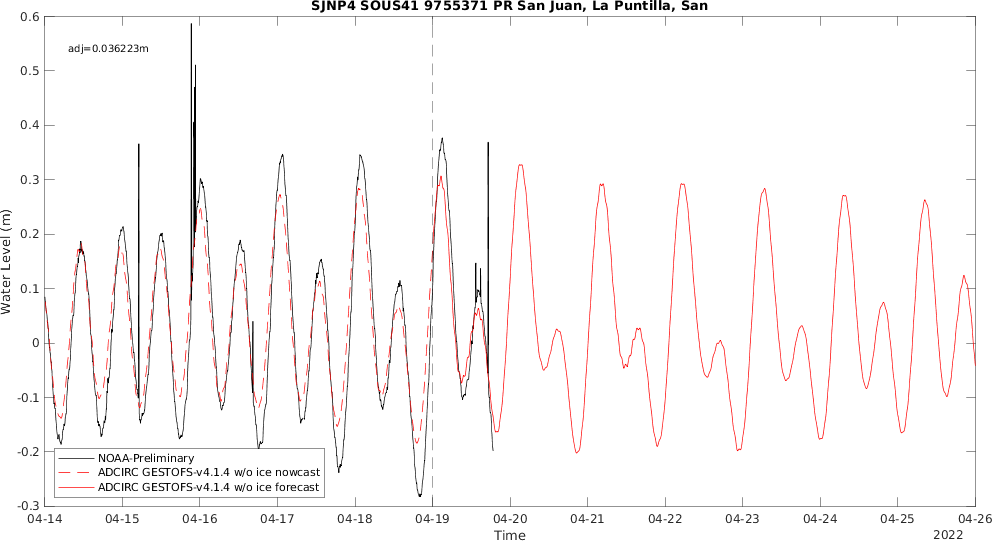 SJNP4 SOUS41 9755371 PR San Juan, La Puntilla, San
adj=0.036223m
0.6
0.5
0.4
0.3
0.2
0.1
0
-0.1
-0.2
-0.3
Water Level (m)
NOAA-Preliminary
ADCIRC GESTOFS-v4.1.4 w/o ice nowcast
ADCIRC GESTOFS-v4.1.4 w/o ice forecast
04-14 04-15 04-16 04-17 04-18 04-19 04-20 04-21 04-22 04-23 04-24 04-25 04-26
Time
2022